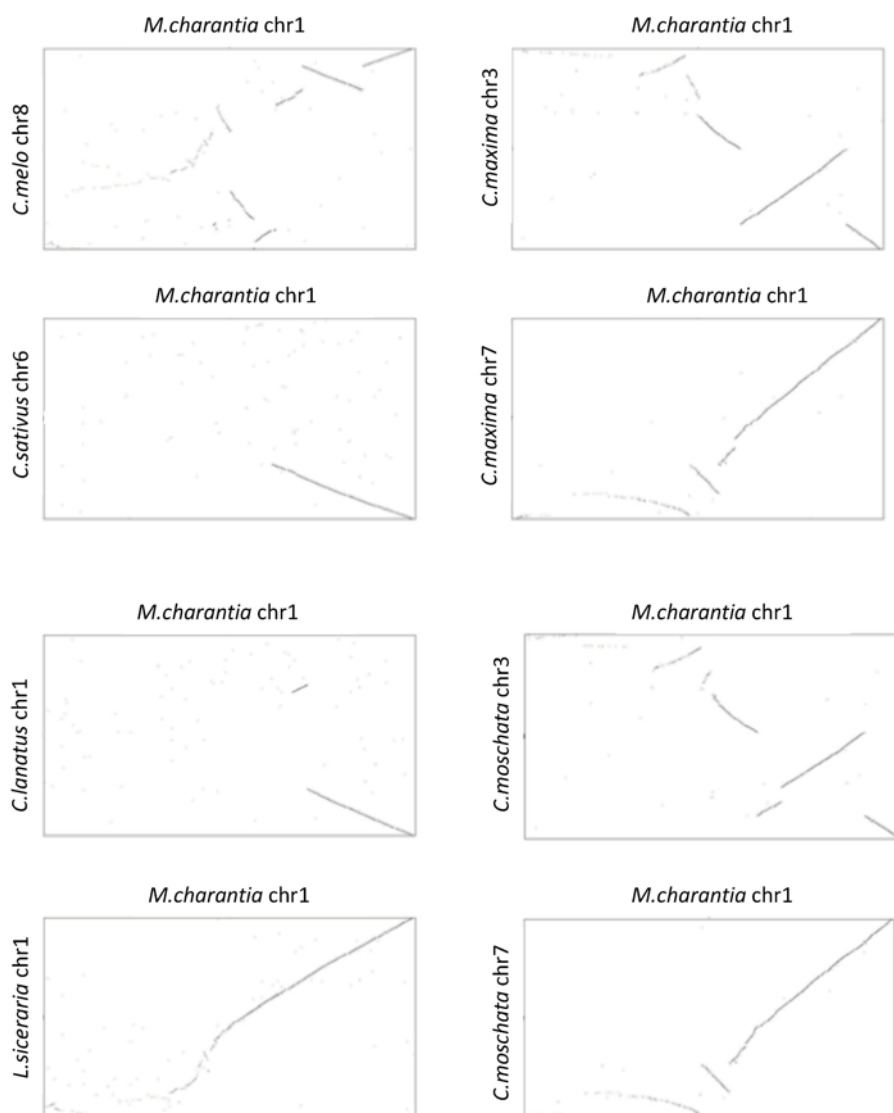 M.charantia chr1
C.melo chr8
M.charantia chr1
C.maxima chr3
M.charantia chr1
C.sativus chr6
M.charantia chr1
C.maxima chr7
M.charantia chr1
C.lanatus chr1
M.charantia chr1
C.moschata chr3
M.charantia chr1
L.siceraria chr1
M.charantia chr1
C.moschata chr7